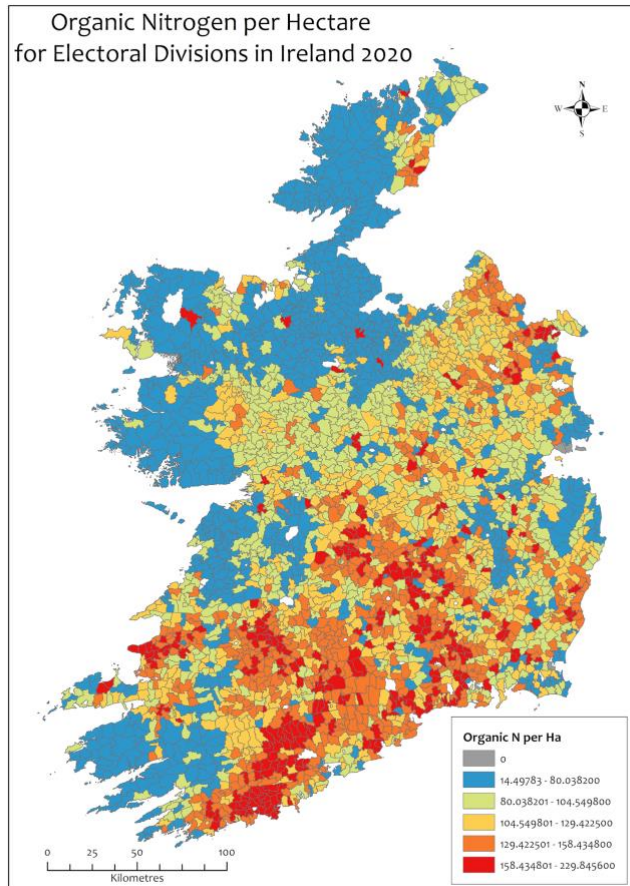 Organic Nitrogen per Hectare
for Electoral Divisions in Ireland 2020
N
W E
S
Organic N per Ha
0
14.49783 - 80.038200
80.038201 - 104.549800
104.549801 - 129.422500
129.422501 - 158.434800
158.434801 - 229.845600
0 25 50 100
Kilometres